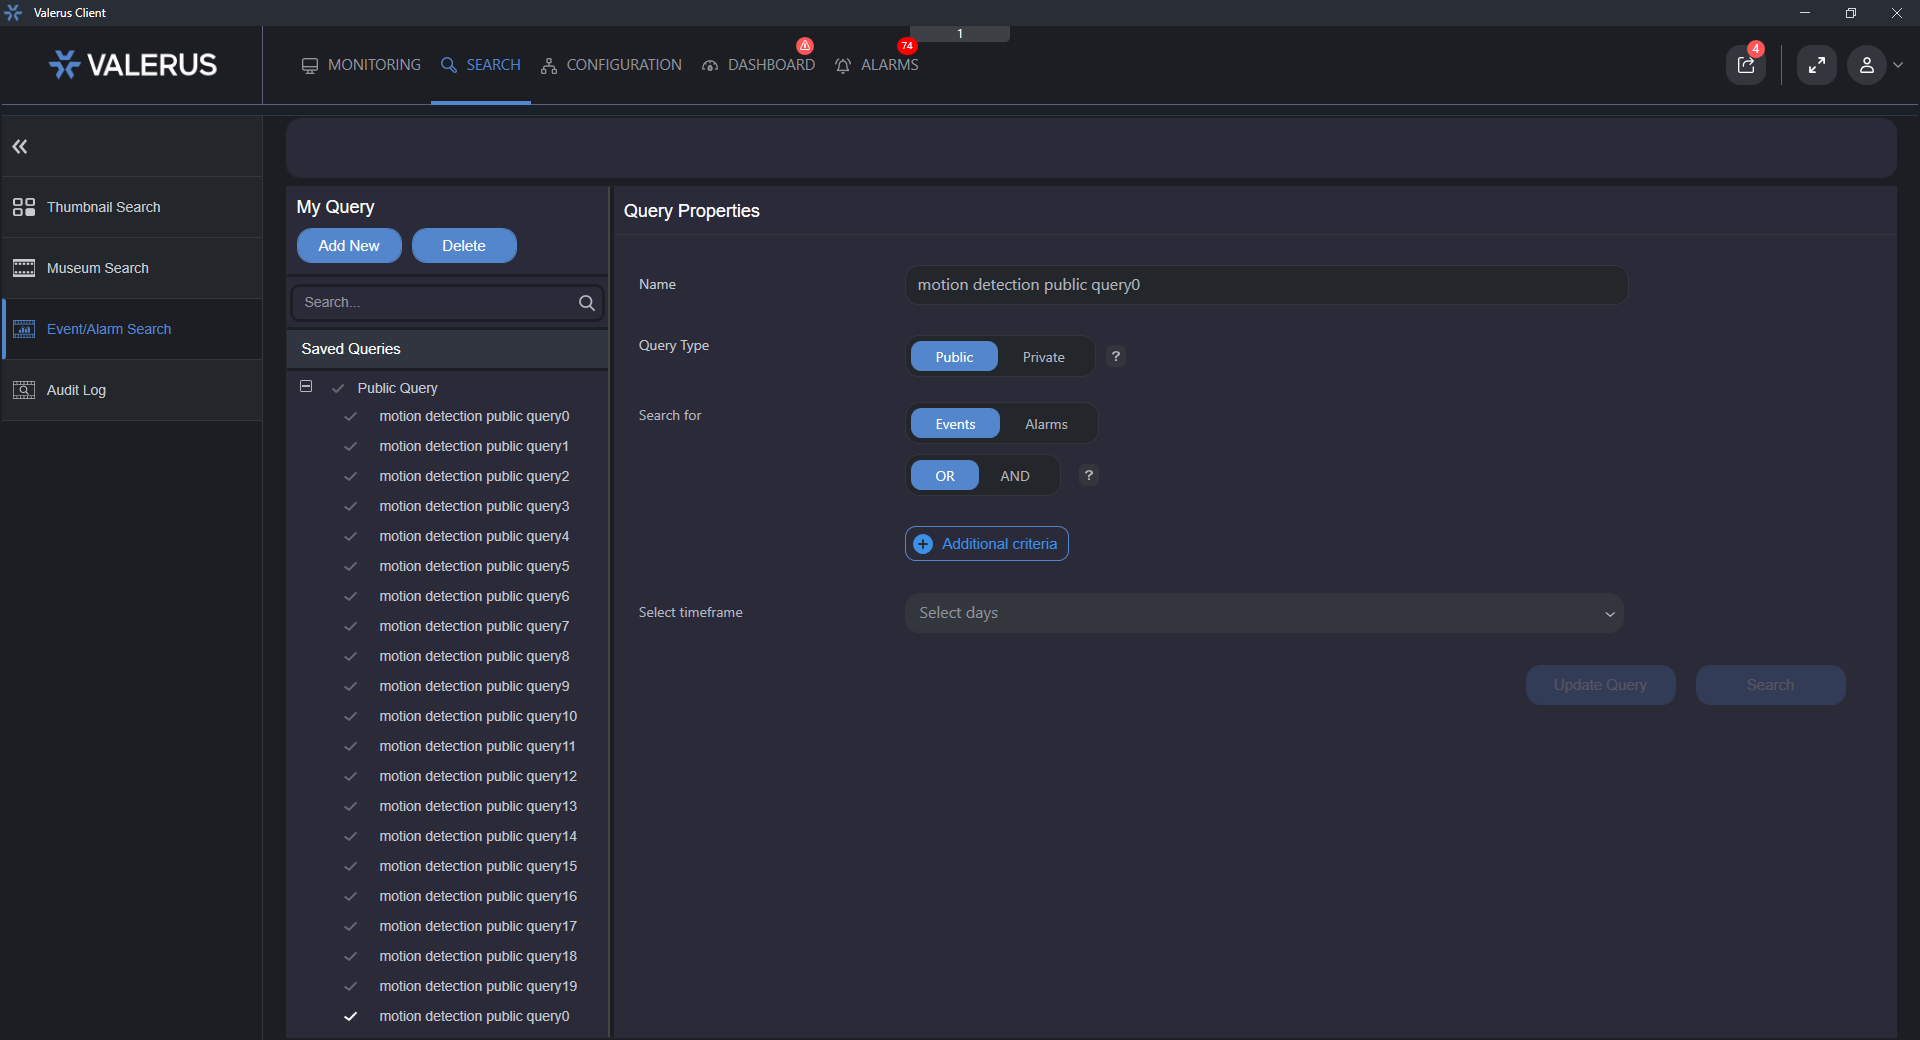 Valerus Client
1
VALERUS
MONITORING
SEARCH
CONFIGURATION
DASHBOARD
74
ALARMS
4
Thumbnail Search
Museum Search
Event/Alarm Search
Audit Log
My Query
Add New
Delete
Search...
Saved Queries
Public Query
motion detection public query0
motion detection public query1
motion detection public query2
motion detection public query3
motion detection public query4
motion detection public query5
motion detection public query6
motion detection public query7
motion detection public query8
motion detection public query9
motion detection public query10
motion detection public query11
motion detection public query12
motion detection public query13
motion detection public query14
motion detection public query15
motion detection public query16
motion detection public query17
motion detection public query18
motion detection public query19
motion detection public query0
Query Properties
Name
motion detection public query0
Query Type
Public
Private
?
Search for
Events
Alarms
OR
AND
?
Additional criteria
Select timeframe
Select days
Update Query
Search